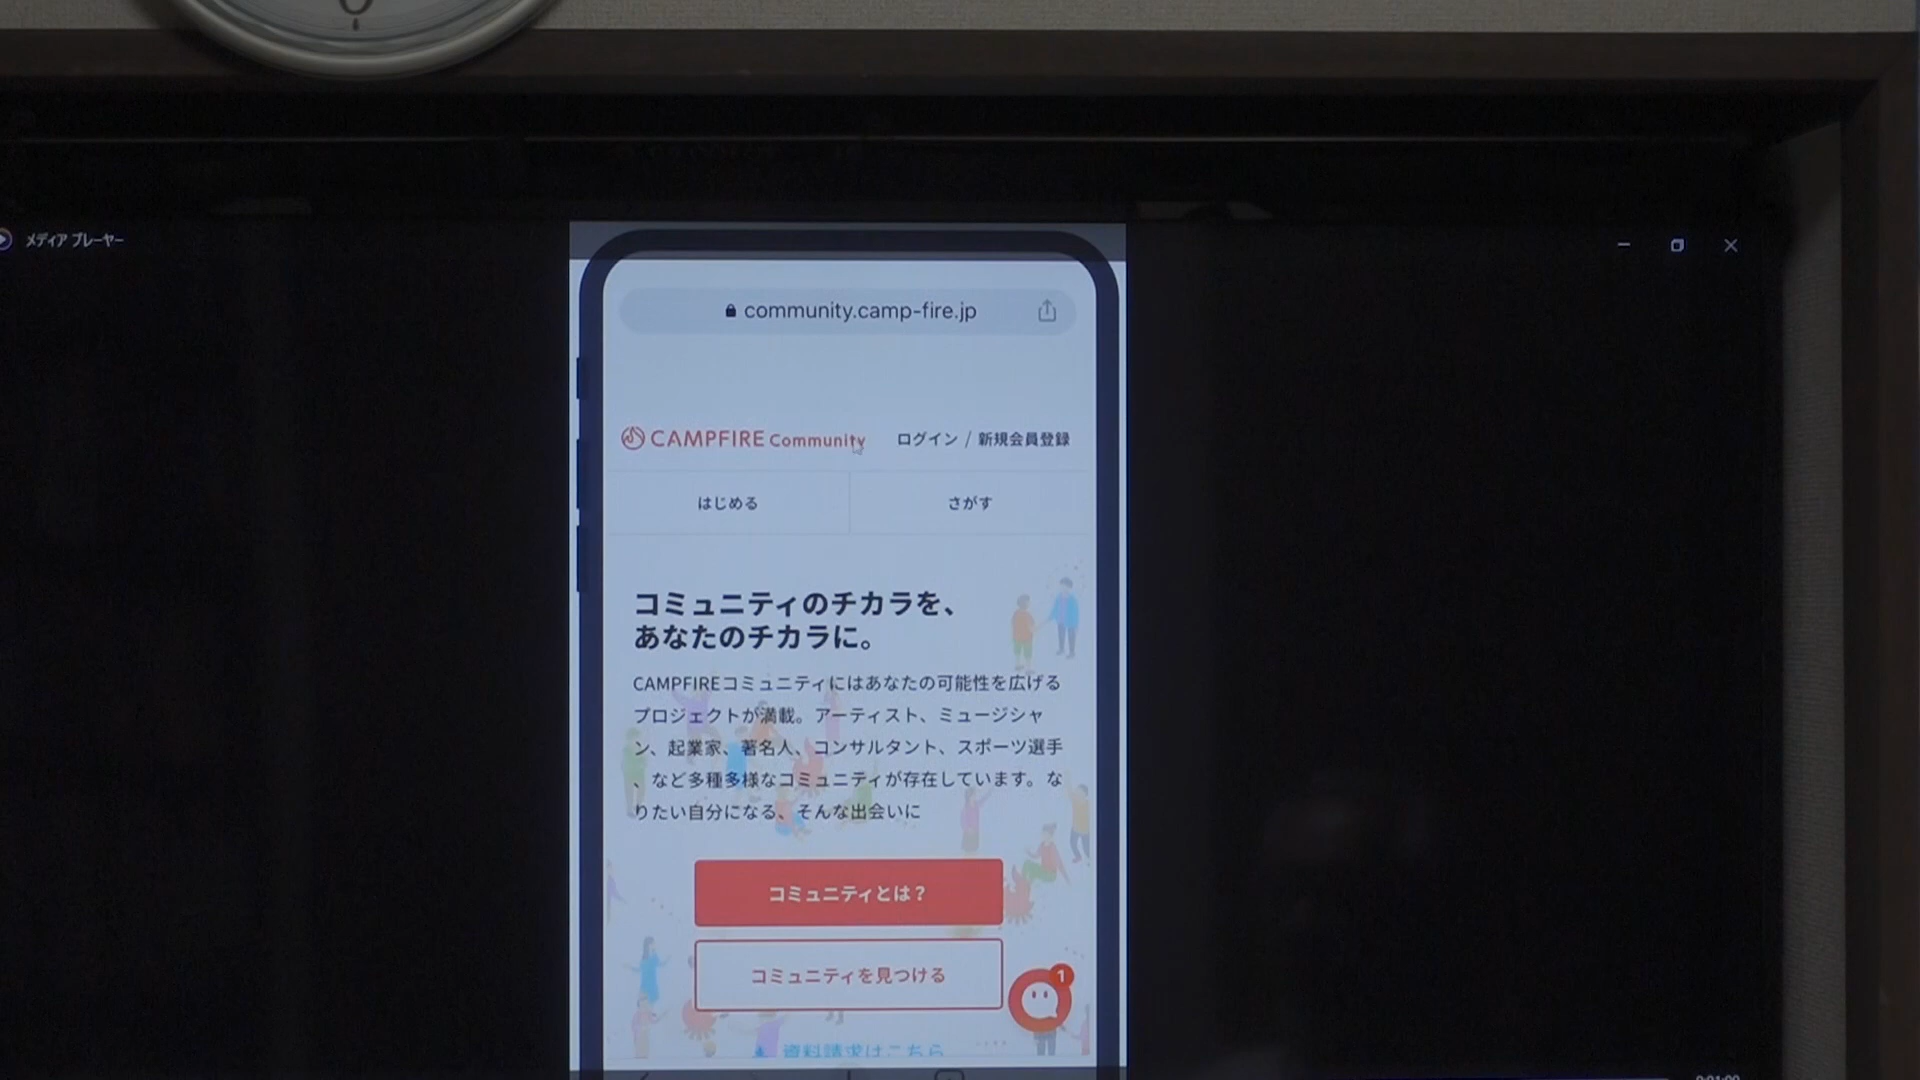 メディア プレーヤー
community.camp-fire.jp
CAMPFIRE Community
ログイン / 新規会員登録
はじめる
さがす
コミュニティのチカラを、
あなたのチカラに。
CAMPFIREコミュニティにはあなたの可能性を広げる
プロジェクトが満載。アーティスト、ミュージシャ
ン、起業家、著名人、コンサルタント、スポーツ選手
、など多種多様なコミュニティが存在しています。な
りたい自分になる、そんな出会いに
コミュニティとは？
コミュニティを見つける
1
資料請求はこちら